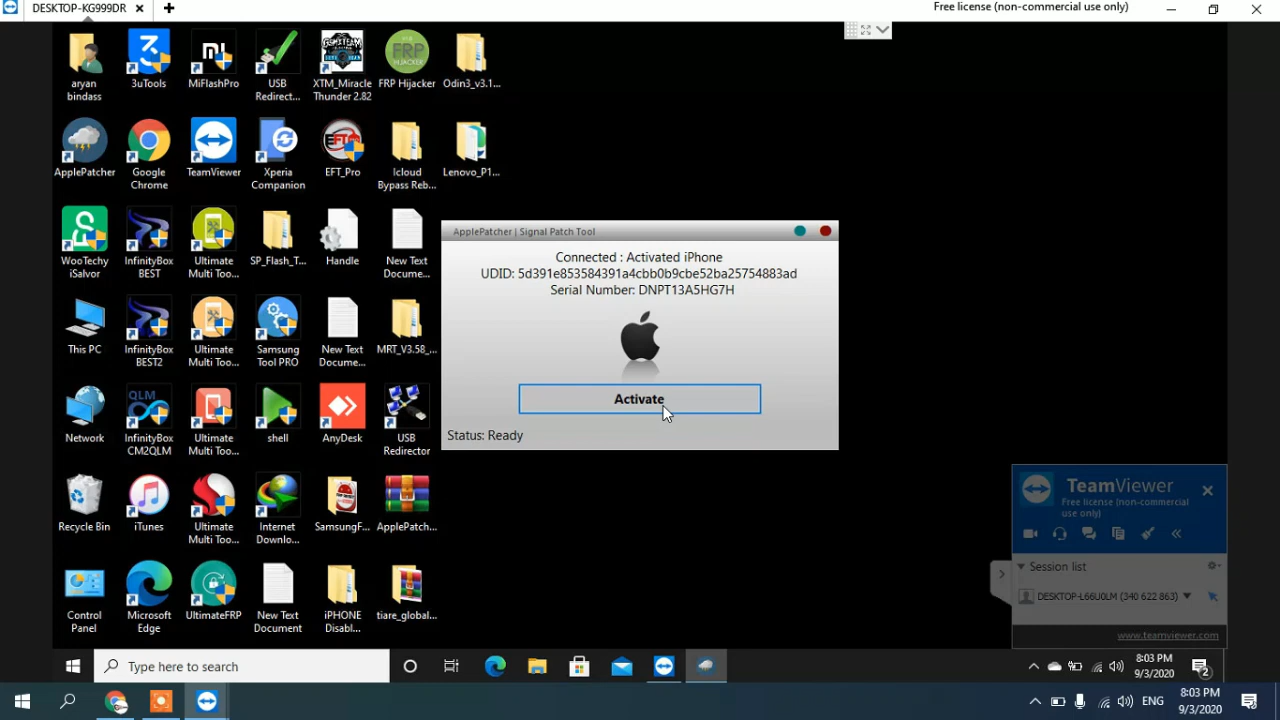 DESKTOP-KG999DR
Free license (non-commercial use only)
aryan
bindass
3uTools
MiFlashPro
USB
Redirect...
XTM_Miracle
Thunder 2.82
FRP
HIJACKER
FRP Hijacker
Odin3_v3.1...
ApplePatcher
Google
Chrome
TeamViewer
Xperia
Companion
EFT
EFT_Pro
Icloud
Bypass Reb...
Lenovo_P1...
WooTechy
iSalvor
InfinityBox
BEST
Ultimate
Multi Too...
SP_Flash_T...
Handle
New Text
Docume...
This PC
InfinityBox
BEST2
Ultimate
Multi Too...
Samsung
Tool PRO
New Text
Docume...
MRT_V3.58_...
Network
QLM
InfinityBox
CM2QLM
Ultimate
Multi Too...
shell
AnyDesk
USB
Redirector
Recycle Bin
iTunes
Ultimate
Multi Too...
Internet
Downlo...
SamsungF...
ApplePatch...
Control
Panel
Microsoft
Edge
UltimateFRP
New Text
Document
iPHONE
Disabl...
tiare_global...
ApplePatcher | Signal Patch Tool
Connected : Activated iPhone
UDID: 5d391e853584391a4cbb0b9cbe52ba25754883ad
Serial Number: DNPT13A5HG7H
Activate
Status: Ready
TeamViewer
Free license (non-commercial
use only)
Session list
DESKTOP-L66U0LM (340 622 863)
www.teamviewer.com
Type here to search
8:03 PM
9/3/2020
2
ENG
8:03 PM
9/3/2020